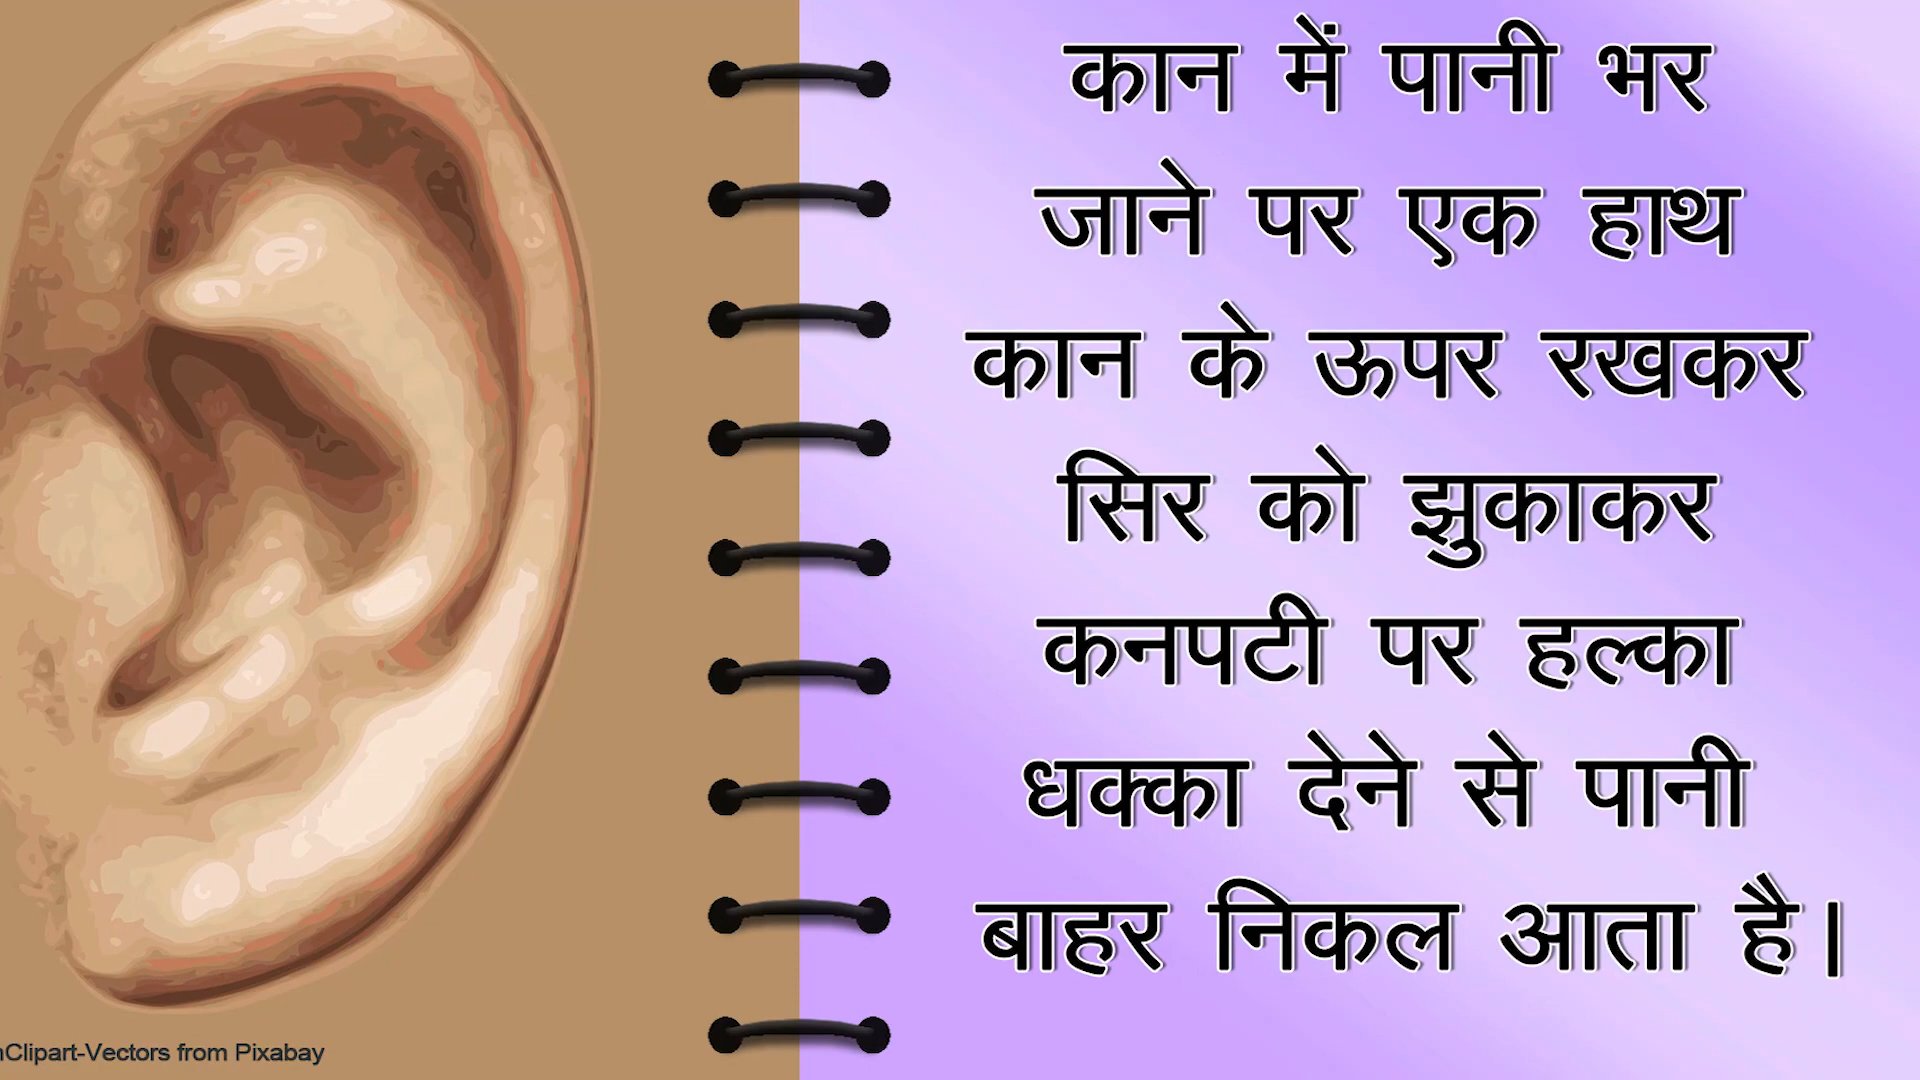 कान में पानी भर
जाने पर एक हाथ
कान के ऊपर रखकर
सिर को झुकाकर
कनपटी पर हल्का
धक्का देने से पानी
बाहर निकल आता है।
Clipart-Vectors from Pixabay